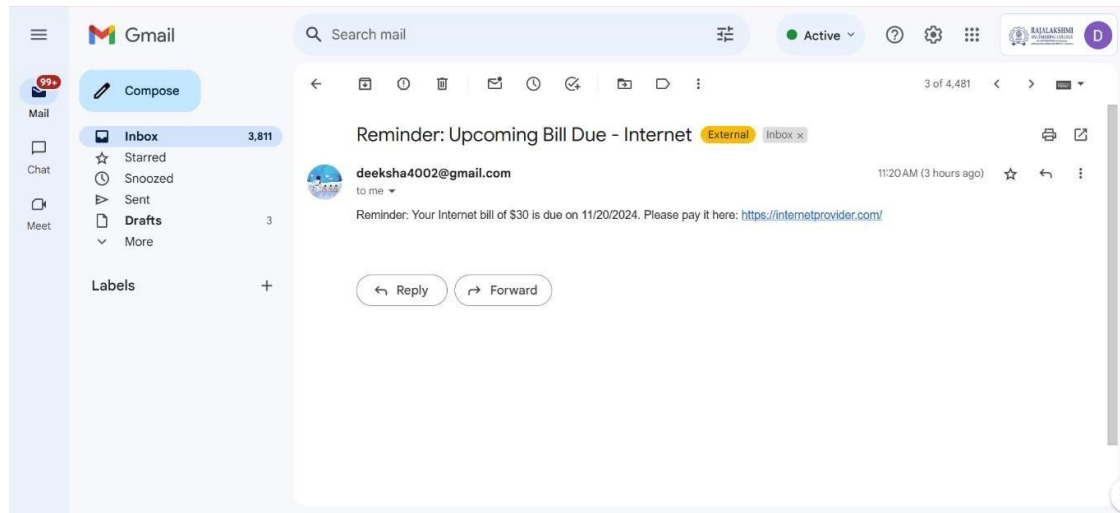 Gmail
Search mail
Active
RAJALAKSHMI
ENGINEERING COLLEGE
D
99+
Mail
Compose
3 of 4,481
Inbox 3,811
Starred
Chat
Snoozed
Sent
Meet
Drafts 3
More
Labels
Reminder: Upcoming Bill Due - Internet External Inbox x
deeksha4002@gmail.com 11:20 AM (3 hours ago)
to me
Reminder: Your Internet bill of $30 is due on 11/20/2024. Please pay it here: https://internetprovider.com/
Reply Forward